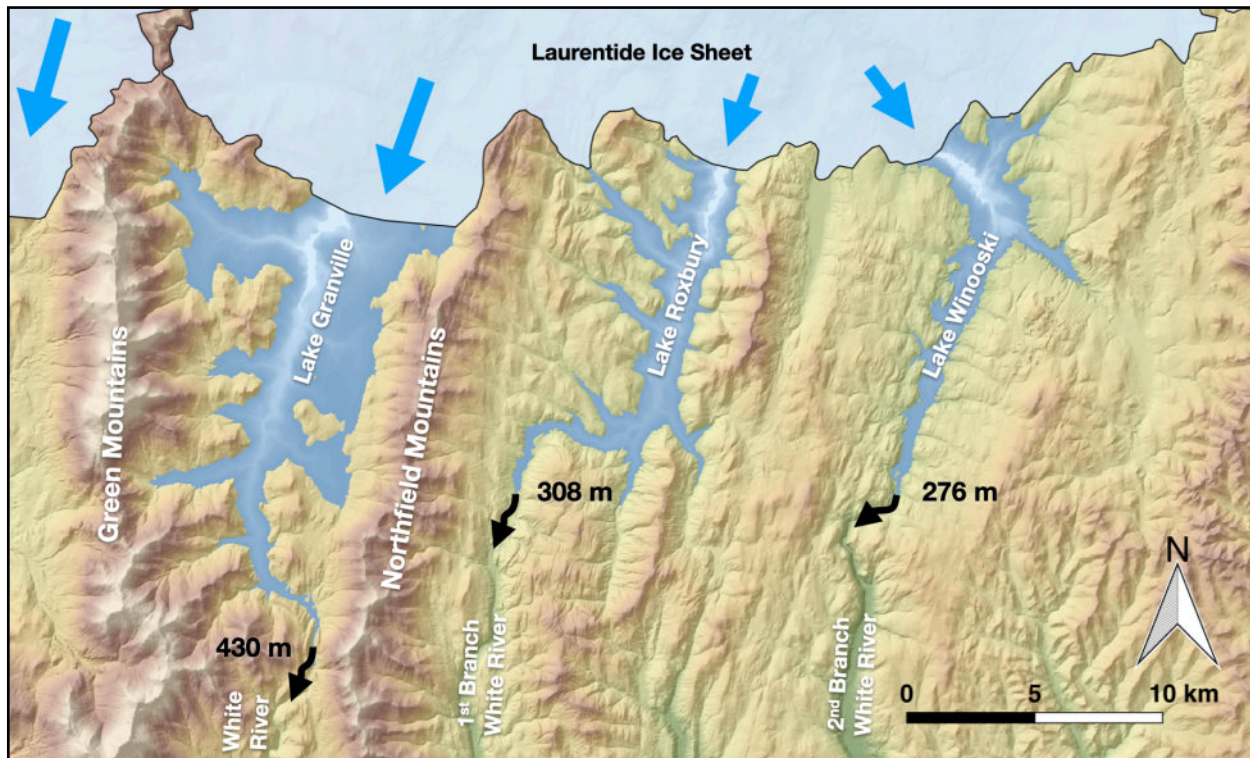 Laurentide Ice Sheet
Green Mountains
Lake Granville
Northfield Mountains
Lake Roxbury
Lake Winooski
308 m
276 m
430 m
White
River
1st Branch
White River
2nd Branch
White River
N
0 5 10 km